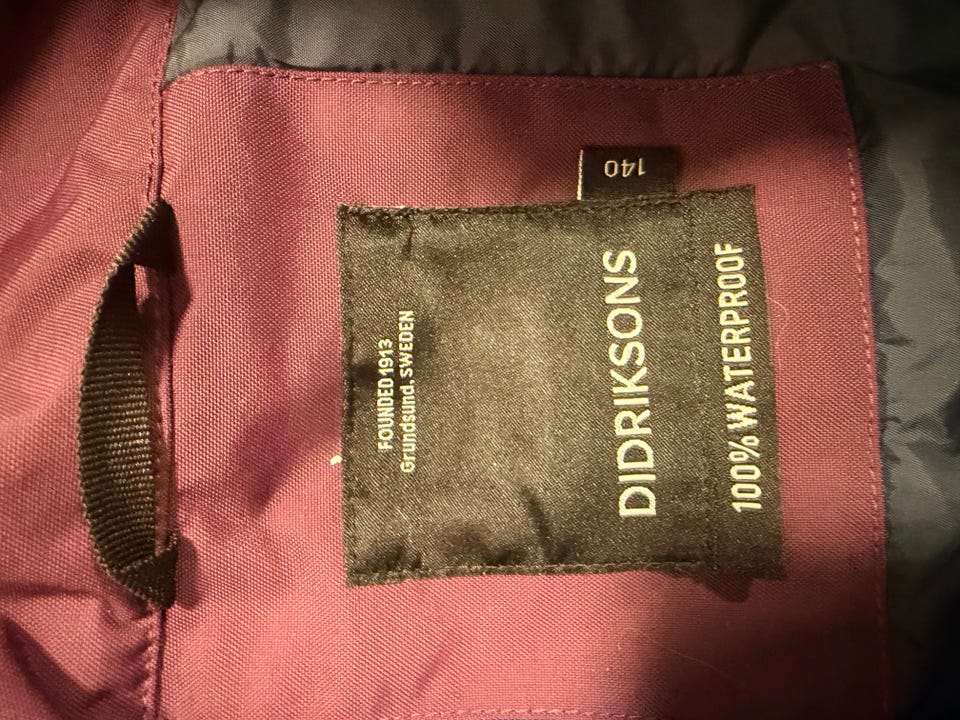 FOUNDED 1913
Grundsund. SWEDEN
DIDRIKSONS
100% WATERPROOF
140